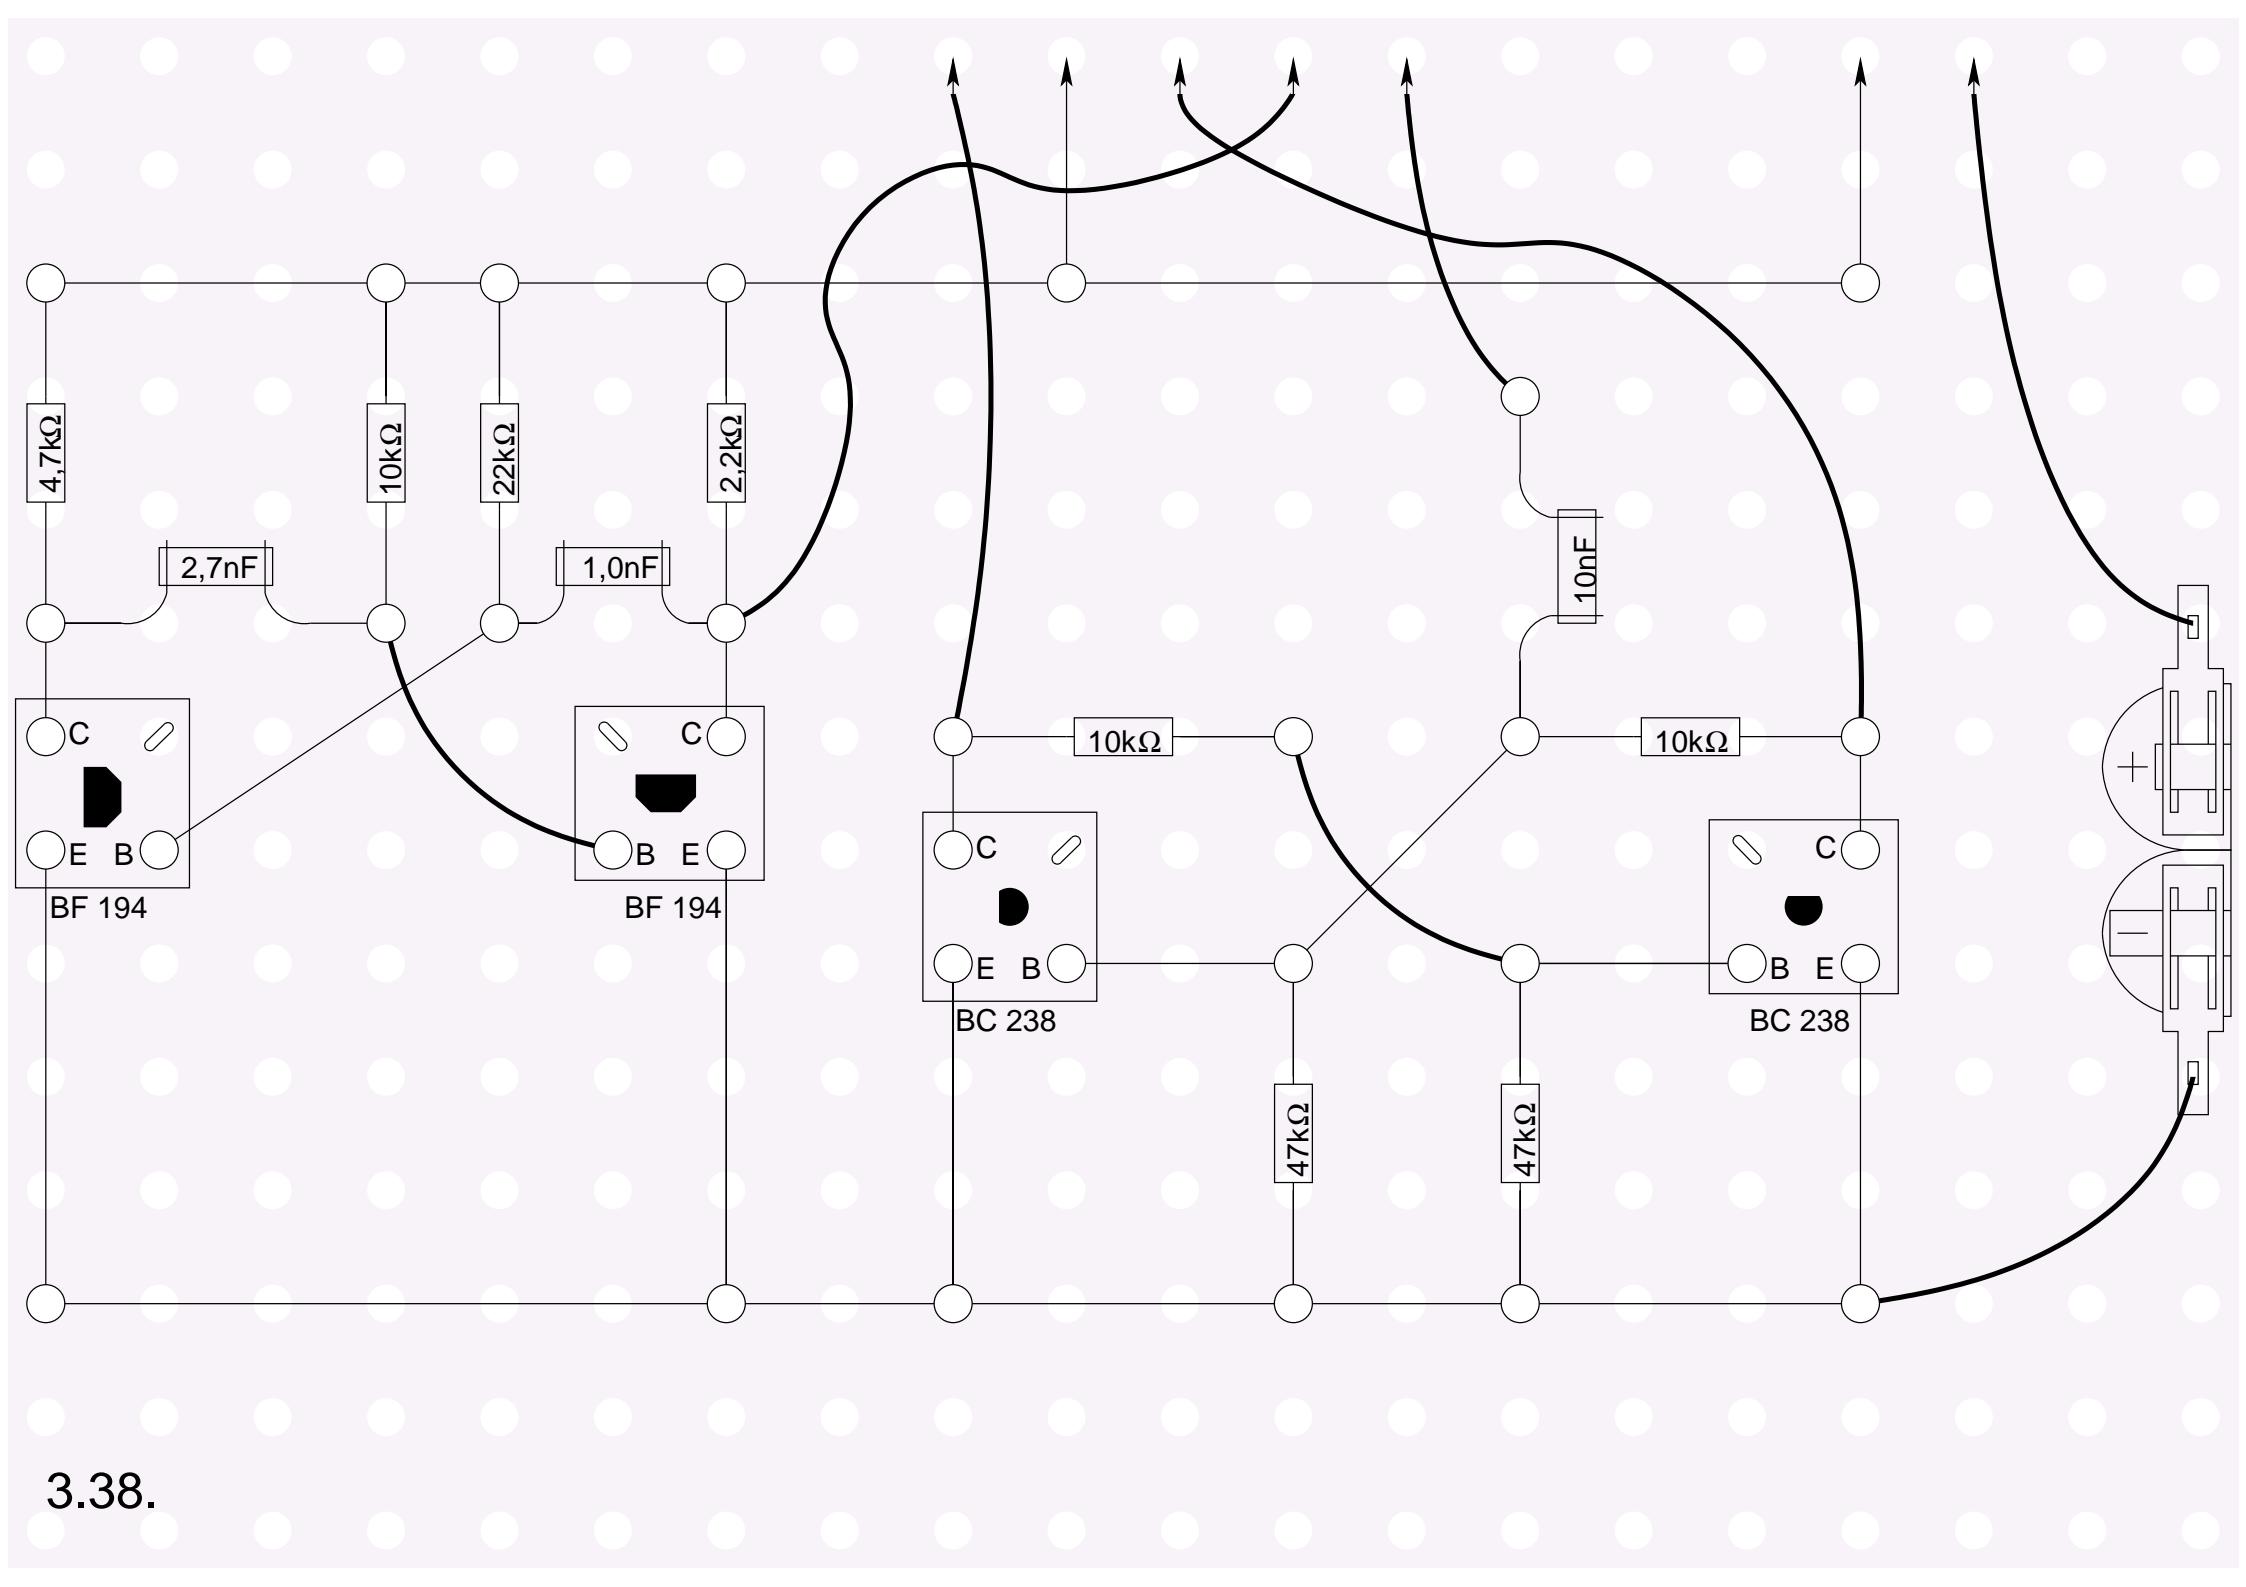 4,7kΩ
10kΩ
22kΩ
2,2kΩ
2,7nF
1,0nF
10nF
C
E B
BF 194
C
B E
BF 194
10kΩ
10kΩ
C
E B
BC 238
C
B E
BC 238
+
−
47kΩ
47kΩ
3.38.